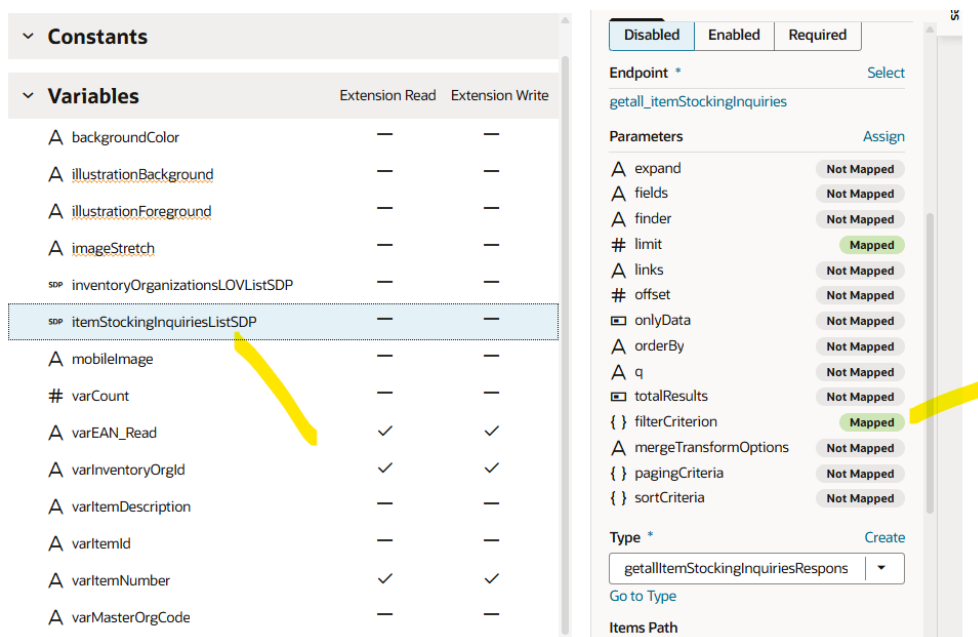 Constants
Variables
Extension Read
Extension Write
backgroundColor
illustrationBackground
illustrationForeground
imageStretch
SDP inventoryOrganizationsLOVListSDP
SDP itemStockingInquiriesListSDP
mobileImage
# varCount
varEAN_Read
varInventoryOrgId
varItemDescription
varItemId
varItemNumber
varMasterOrgCode
Disabled
Enabled
Required
Endpoint *
Select
getall_itemStockingInquiries
Parameters
Assign
A expand Not Mapped
A fields Not Mapped
A finder Not Mapped
# limit Mapped
A links Not Mapped
# offset Not Mapped
onlyData Not Mapped
A orderBy Not Mapped
A q Not Mapped
totalResults Not Mapped
{ } filterCriterion Mapped
A mergeTransformOptions Not Mapped
{ } pagingCriteria Not Mapped
{ } sortCriteria Not Mapped
Type *
Create
getallItemStockingInquiriesRespons
Go to Type
Items Path